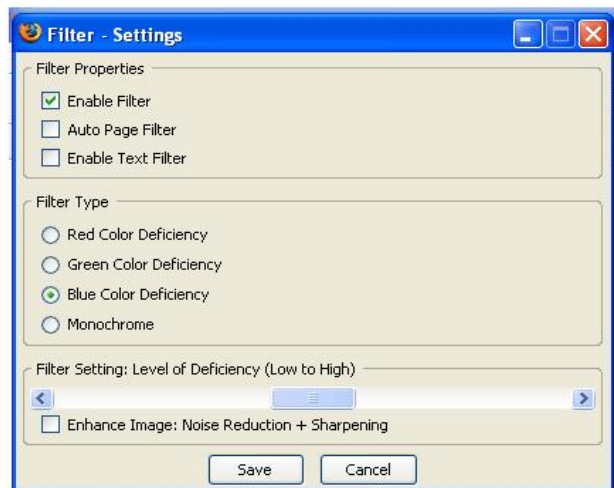 Filter - Settings
Filter Properties
Enable Filter
Auto Page Filter
Enable Text Filter
Filter Type
Red Color Deficiency
Green Color Deficiency
Blue Color Deficiency
Monochrome
Filter Setting: Level of Deficiency (Low to High)
Enhance Image: Noise Reduction + Sharpening
Save Cancel